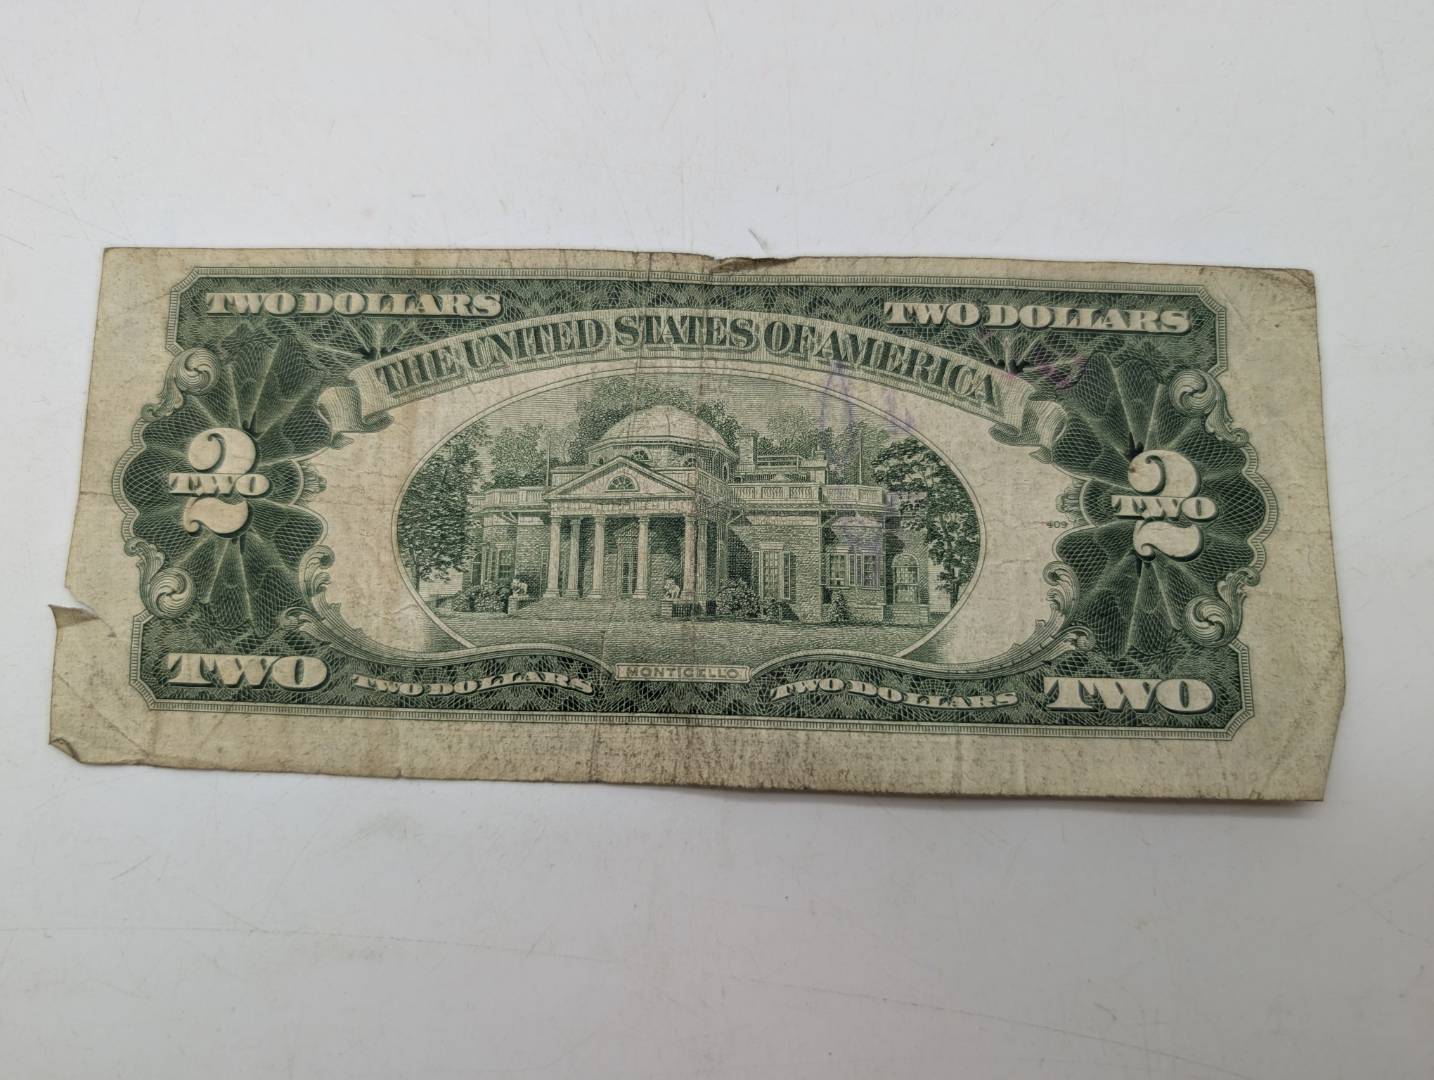 TWO DOLLARS TWO DOLLARS
THE UNITED STATES OF AMERICA
2 2
TWO TWO
409
MONTICELLO
TWO TWO DOLLARS TWO DOLLARS TWO